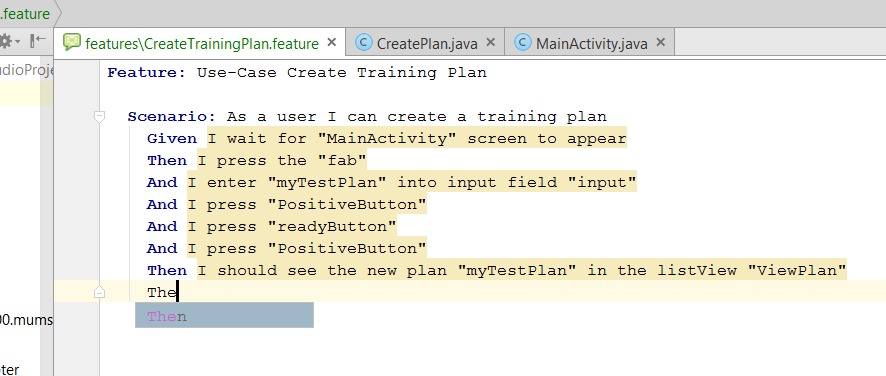 .feature
features\CreateTrainingPlan.feature
CreatePlan.java
MainActivity.java
udioProje
Feature: Use-Case Create Training Plan
Scenario: As a user I can create a training plan
Given I wait for "MainActivity" screen to appear
Then I press the "fab"
And I enter "myTestPlan" into input field "input"
And I press "PositiveButton"
And I press "readyButton"
And I press "PositiveButton"
Then I should see the new plan "myTestPlan" in the listView "ViewPlan"
The
Then
00.mums
eter